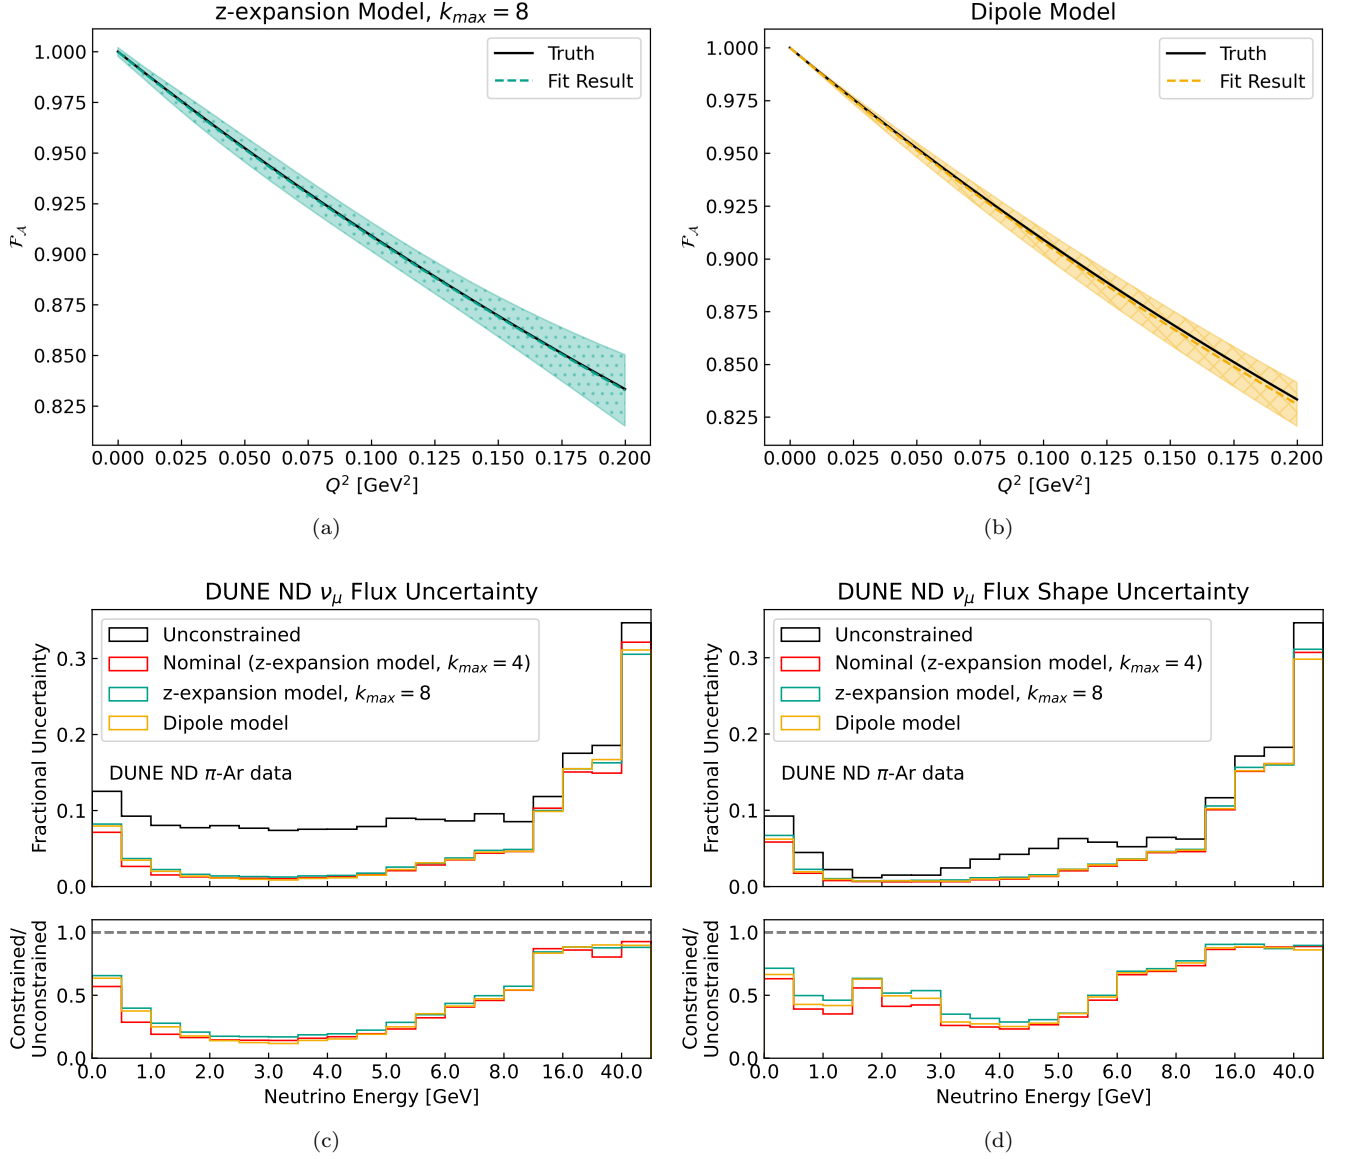 z-expansion Model, kmax = 8
1.000
0.975
0.950
0.925
0.900
0.875
0.850
0.825
ℱ𝒜
Truth
Fit Result
0.000 0.025 0.050 0.075 0.100 0.125 0.150 0.175 0.200
Q² [GeV²]
(a)
Dipole Model
1.000
0.975
0.950
0.925
0.900
0.875
0.850
0.825
ℱ𝒜
Truth
Fit Result
0.000 0.025 0.050 0.075 0.100 0.125 0.150 0.175 0.200
Q² [GeV²]
(b)
DUNE ND νμ Flux Uncertainty
Unconstrained
Nominal (z-expansion model, kmax = 4)
z-expansion model, kmax = 8
Dipole model
DUNE ND π-Ar data
0.3
0.2
0.1
0.0
Fractional Uncertainty
1.0
0.5
0.0
Constrained/
Unconstrained
0.0 1.0 2.0 3.0 4.0 5.0 6.0 8.0 16.0 40.0
Neutrino Energy [GeV]
(c)
DUNE ND νμ Flux Shape Uncertainty
Unconstrained
Nominal (z-expansion model, kmax = 4)
z-expansion model, kmax = 8
Dipole model
DUNE ND π-Ar data
0.3
0.2
0.1
0.0
Fractional Uncertainty
1.0
0.5
0.0
Constrained/
Unconstrained
0.0 1.0 2.0 3.0 4.0 5.0 6.0 8.0 16.0 40.0
Neutrino Energy [GeV]
(d)